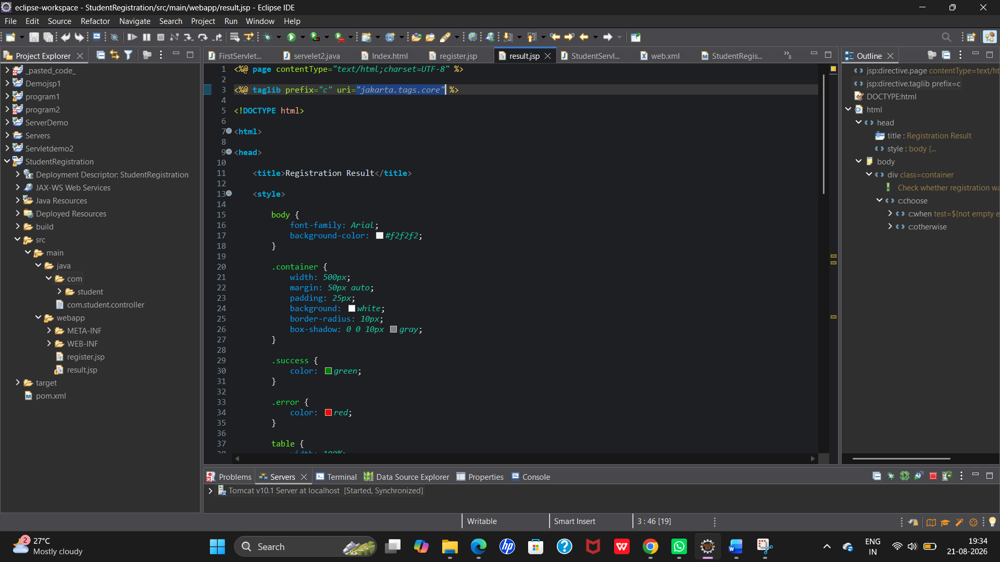 eclipse-workspace - StudentRegistration/src/main/webapp/result.jsp - Eclipse IDE
File Edit Source Refactor Navigate Search Project Run Window Help
Project Explorer
_pasted_code_
Demojsp1
program1
program2
ServerDemo
Servers
Servletdemo2
StudentRegistration
Deployment Descriptor: StudentRegistration
JAX-WS Web Services
Java Resources
Deployed Resources
build
src
main
java
com
student
com.student.controller
webapp
META-INF
WEB-INF
register.jsp
result.jsp
target
pom.xml
FirstServlet... servelet2.java Index.html register.jsp result.jsp StudentServl... web.xml StudentRegis... »8
1 <%@ page contentType="text/html;charset=UTF-8" %>
2
3 <%@ taglib prefix="c" uri="jakarta.tags.core" %>
4
5 <!DOCTYPE html>
6
7 <html>
8
9 <head>
10
11 <title>Registration Result</title>
12
13 <style>
14
15 body {
16 font-family: Arial;
17 background-color: #f2f2f2;
18 }
19
20 .container {
21 width: 500px;
22 margin: 50px auto;
23 padding: 25px;
24 background: white;
25 border-radius: 10px;
26 box-shadow: 0 0 10px gray;
27 }
28
29 .success {
30 color: green;
31 }
32
33 .error {
34 color: red;
35 }
36
37 table {
38 width: 100%;
Outline
jsp:directive.page contentType=text/ht
jsp:directive.taglib prefix=c
DOCTYPE:html
html
head
title : Registration Result
style : body {...
body
div class=container
Check whether registration wa
c:choose
c:when test=${not empty e
c:otherwise
Problems Servers Terminal Data Source Explorer Properties Console
Tomcat v10.1 Server at localhost [Started, Synchronized]
Writable Smart Insert 3 : 46 [19]
2
27°C
Mostly cloudy
Search
ENG
IN
19:34
21-08-2026